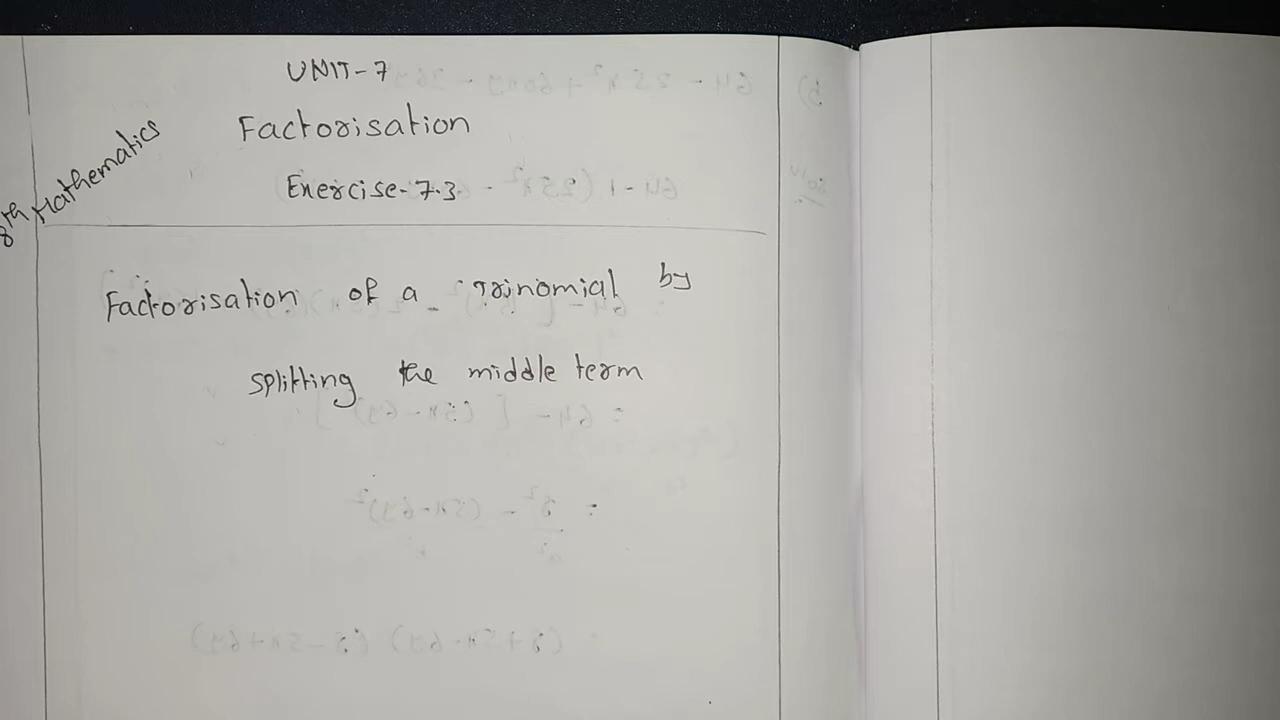 UNIT-7
Factorisation
Exercise-7.3
8th Mathematics
Factorisation of a Trinomial by
splitting the middle term